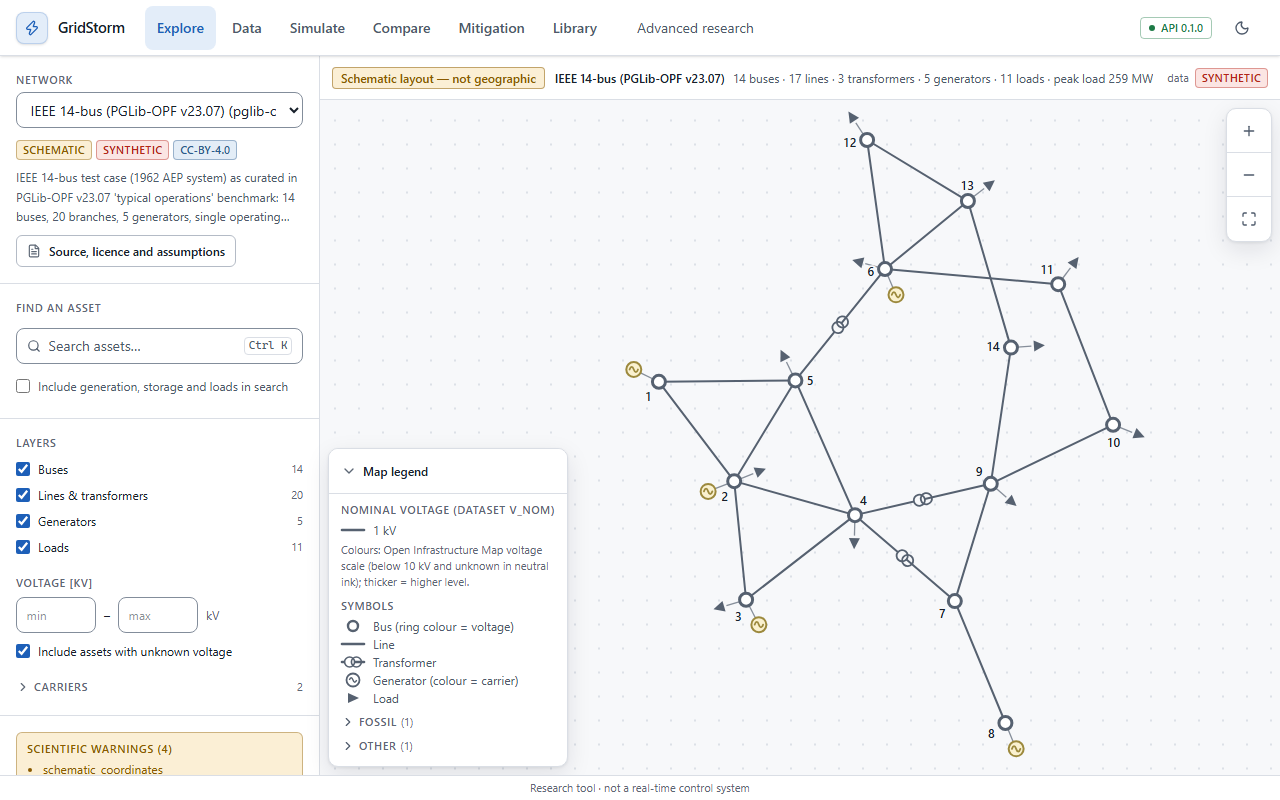 GridStorm Explore Data Simulate Compare Mitigation Library Advanced research API 0.1.0
NETWORK
IEEE 14-bus (PGLib-OPF v23.07) (pglib-c
SCHEMATIC SYNTHETIC CC-BY-4.0
IEEE 14-bus test case (1962 AEP system) as curated in
PGLib-OPF v23.07 'typical operations' benchmark: 14
buses, 20 branches, 5 generators, single operating...
Source, licence and assumptions
FIND AN ASSET
Search assets... Ctrl K
Include generation, storage and loads in search
LAYERS
Buses 14
Lines & transformers 20
Generators 5
Loads 11
VOLTAGE [KV]
min – max kV
Include assets with unknown voltage
CARRIERS 2
SCIENTIFIC WARNINGS (4)
• schematic coordinates
Schematic layout — not geographic IEEE 14-bus (PGLib-OPF v23.07) 14 buses · 17 lines · 3 transformers · 5 generators · 11 loads · peak load 259 MW data SYNTHETIC
12
13
6
11
14
1
5
10
9
2
4
3
7
8
Map legend
NOMINAL VOLTAGE (DATASET V_NOM)
1 kV
Colours: Open Infrastructure Map voltage
scale (below 10 kV and unknown in neutral
ink); thicker = higher level.
SYMBOLS
Bus (ring colour = voltage)
Line
Transformer
Generator (colour = carrier)
Load
FOSSIL (1)
OTHER (1)
Research tool · not a real-time control system